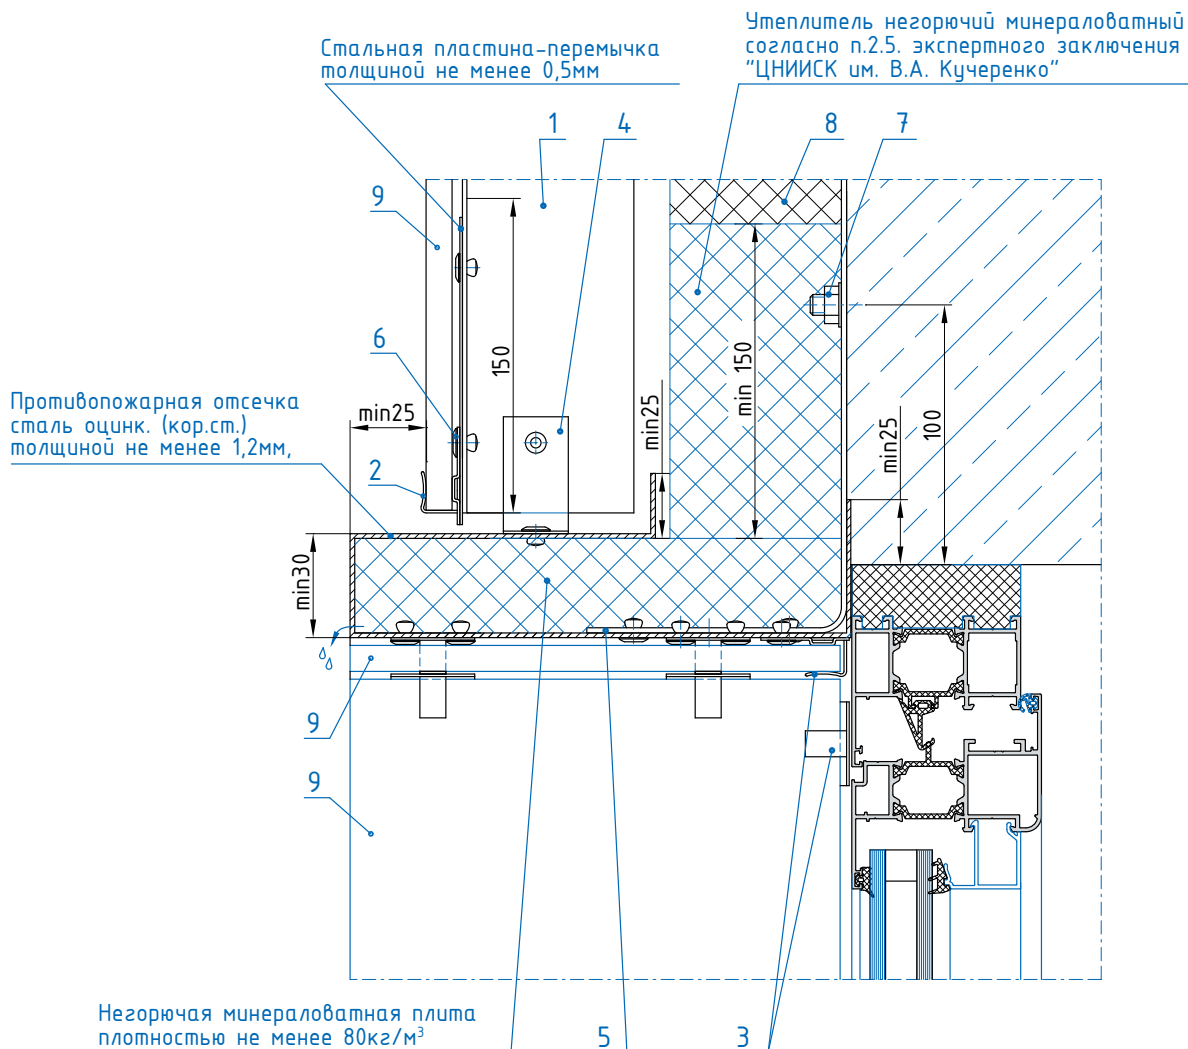 Утеплитель негорючий минераловатный
согласно п.2.5. экспертного заключения
"ЦНИИСК им. В.А. Кучеренко"
Стальная пластина-перемычка
толщиной не менее 0,5мм
1
4
8
7
9
6
150
min 150
100
min25
min25
min25
Противопожарная отсечка
сталь оцинк. (кор.ст.)
толщиной не менее 1,2мм,
2
min30
9
9
Негорючая минераловатная плита
плотностью не менее 80кг/м³
5
3